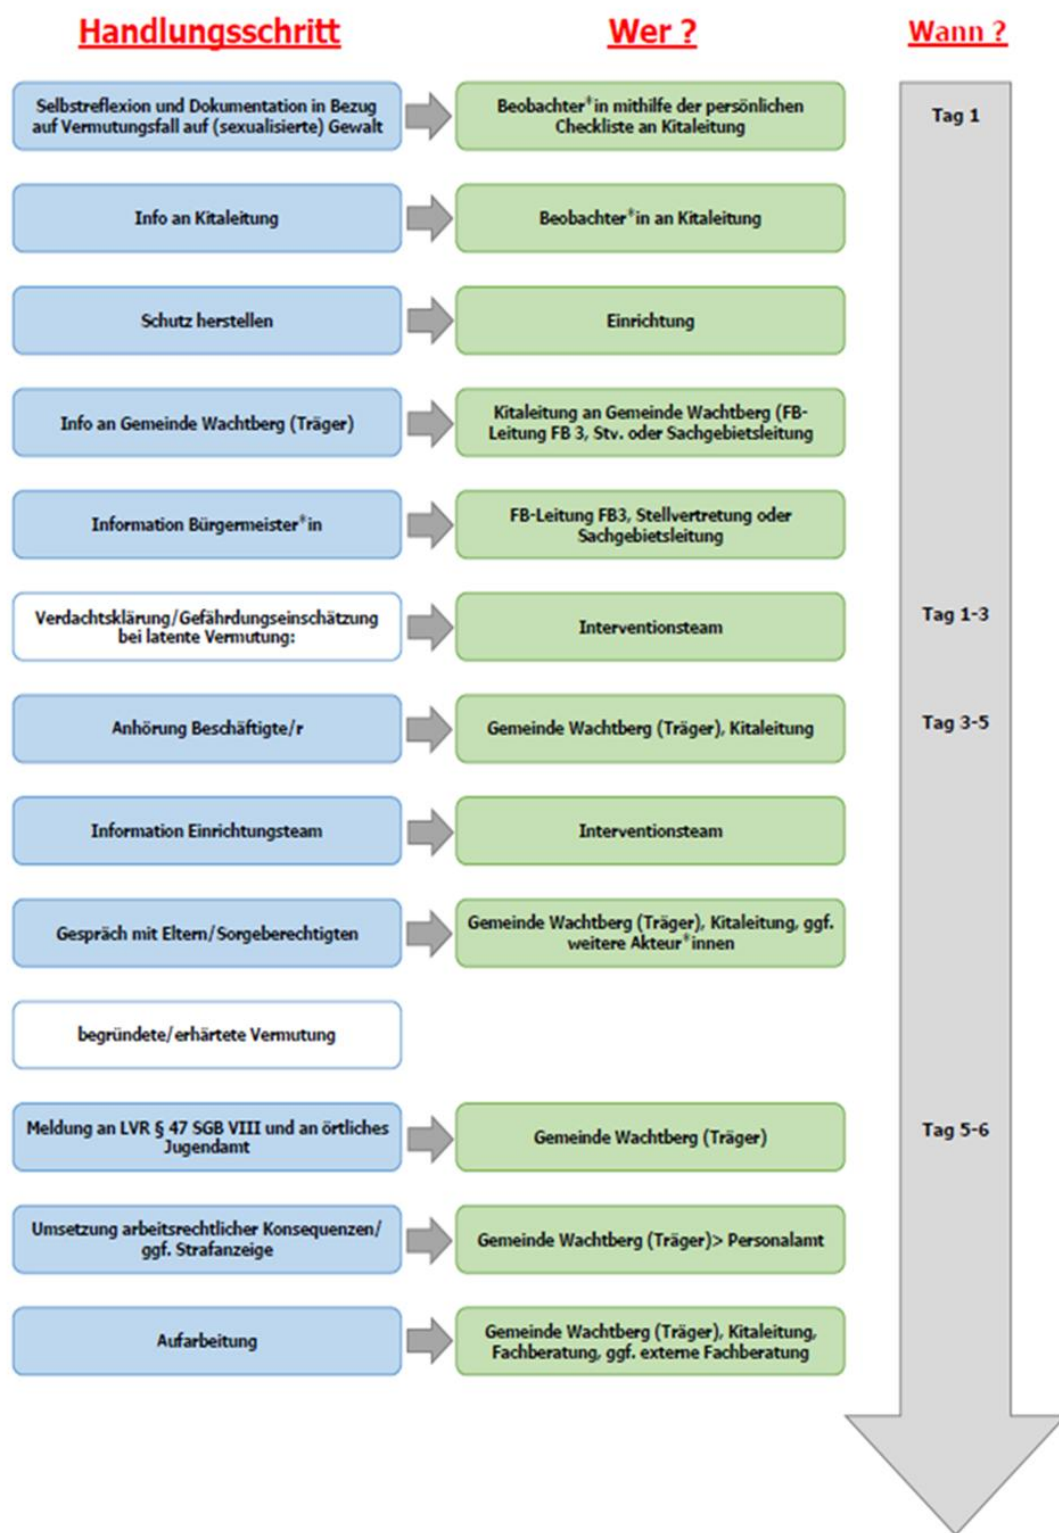 Handlungsschritt
Wer ?
Wann ?
Selbstreflexion und Dokumentation in Bezug
auf Vermutungsfall auf (sexualisierte) Gewalt
Beobachter*in mithilfe der persönlichen
Checkliste an Kitaleitung
Tag 1
Info an Kitaleitung
Beobachter*in an Kitaleitung
Schutz herstellen
Einrichtung
Info an Gemeinde Wachtberg (Träger)
Kitaleitung an Gemeinde Wachtberg (FB-
Leitung FB 3, Stv. oder Sachgebietsleitung
Information Bürgermeister*in
FB-Leitung FB3, Stellvertretung oder
Sachgebietsleitung
Verdachtsklärung/Gefährdungseinschätzung
bei latente Vermutung:
Interventionsteam
Tag 1-3
Anhörung Beschäftigte/r
Gemeinde Wachtberg (Träger), Kitaleitung
Tag 3-5
Information Einrichtungsteam
Interventionsteam
Gespräch mit Eltern/Sorgeberechtigten
Gemeinde Wachtberg (Träger), Kitaleitung, ggf.
weitere Akteur*innen
begründete/erhärtete Vermutung
Meldung an LVR § 47 SGB VIII und an örtliches
Jugendamt
Gemeinde Wachtberg (Träger)
Tag 5-6
Umsetzung arbeitsrechtlicher Konsequenzen/
ggf. Strafanzeige
Gemeinde Wachtberg (Träger)> Personalamt
Aufarbeitung
Gemeinde Wachtberg (Träger), Kitaleitung,
Fachberatung, ggf. externe Fachberatung